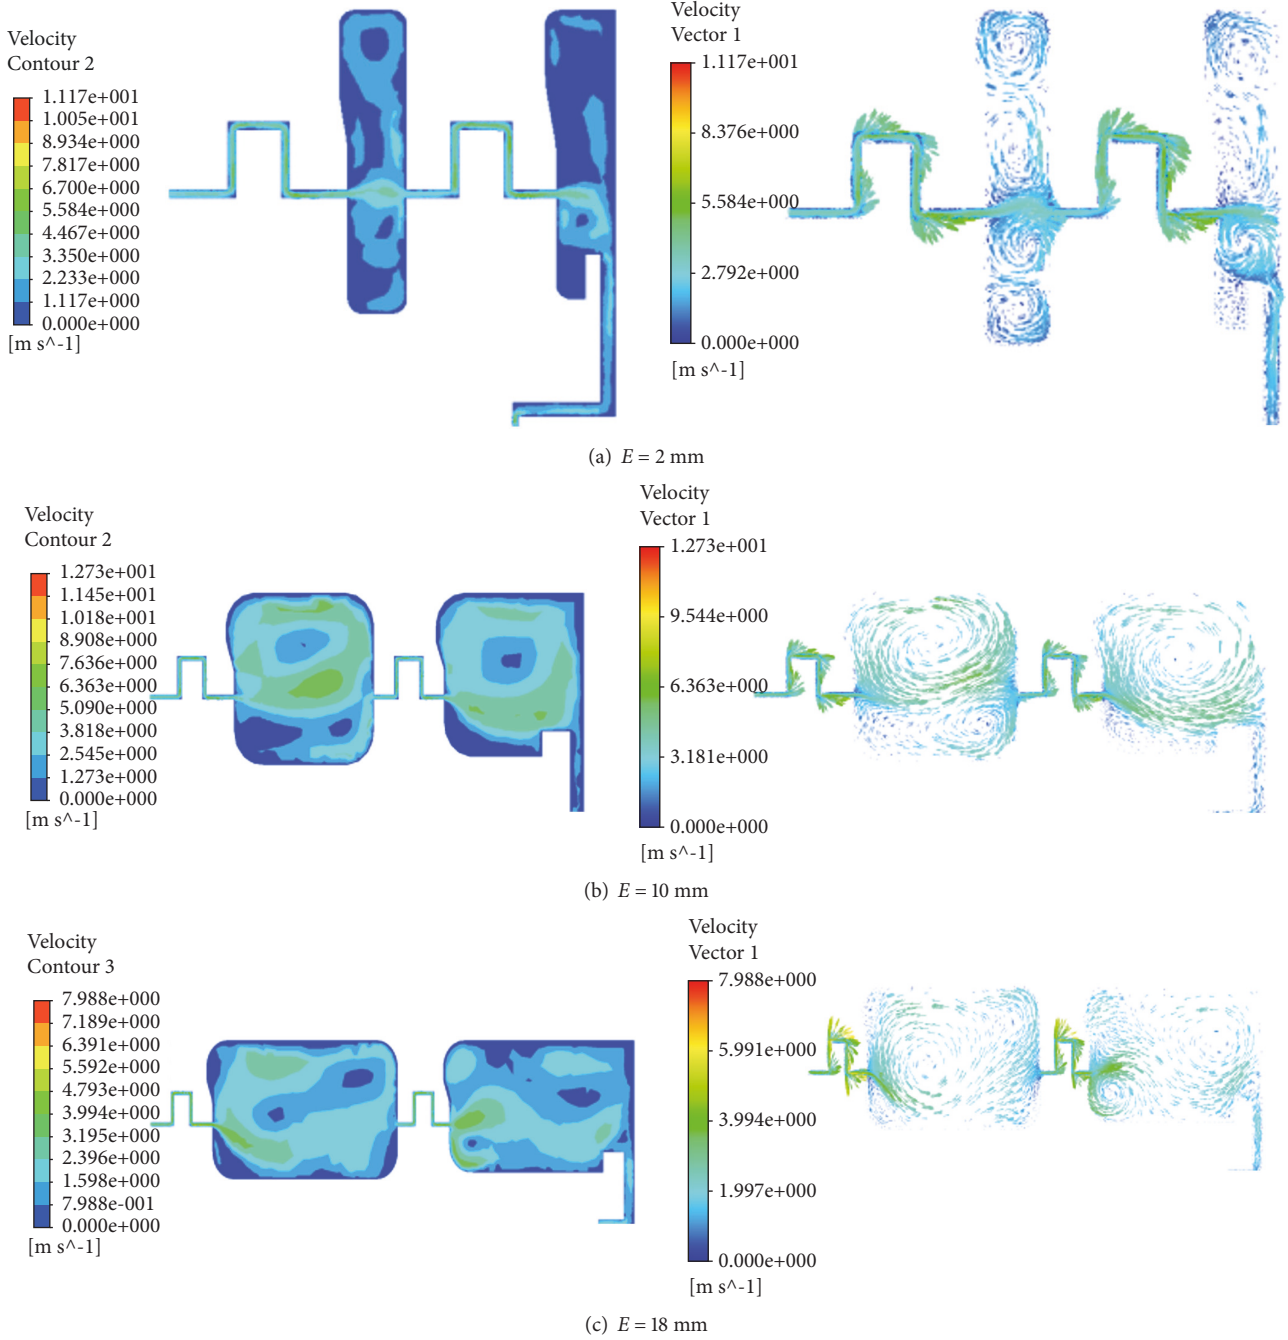 Velocity
Contour 2
1.117e+001
1.005e+001
8.934e+000
7.817e+000
6.700e+000
5.584e+000
4.467e+000
3.350e+000
2.233e+000
1.117e+000
0.000e+000
[m s^-1]
Velocity
Vector 1
1.117e+001
8.376e+000
5.584e+000
2.792e+000
0.000e+000
[m s^-1]
(a) E = 2 mm
Velocity
Contour 2
1.273e+001
1.145e+001
1.018e+001
8.908e+000
7.636e+000
6.363e+000
5.090e+000
3.818e+000
2.545e+000
1.273e+000
0.000e+000
[m s^-1]
Velocity
Vector 1
1.273e+001
9.544e+000
6.363e+000
3.181e+000
0.000e+000
[m s^-1]
(b) E = 10 mm
Velocity
Contour 3
7.988e+000
7.189e+000
6.391e+000
5.592e+000
4.793e+000
3.994e+000
3.195e+000
2.396e+000
1.598e+000
7.988e-001
0.000e+000
[m s^-1]
Velocity
Vector 1
7.988e+000
5.991e+000
3.994e+000
1.997e+000
0.000e+000
[m s^-1]
(c) E = 18 mm